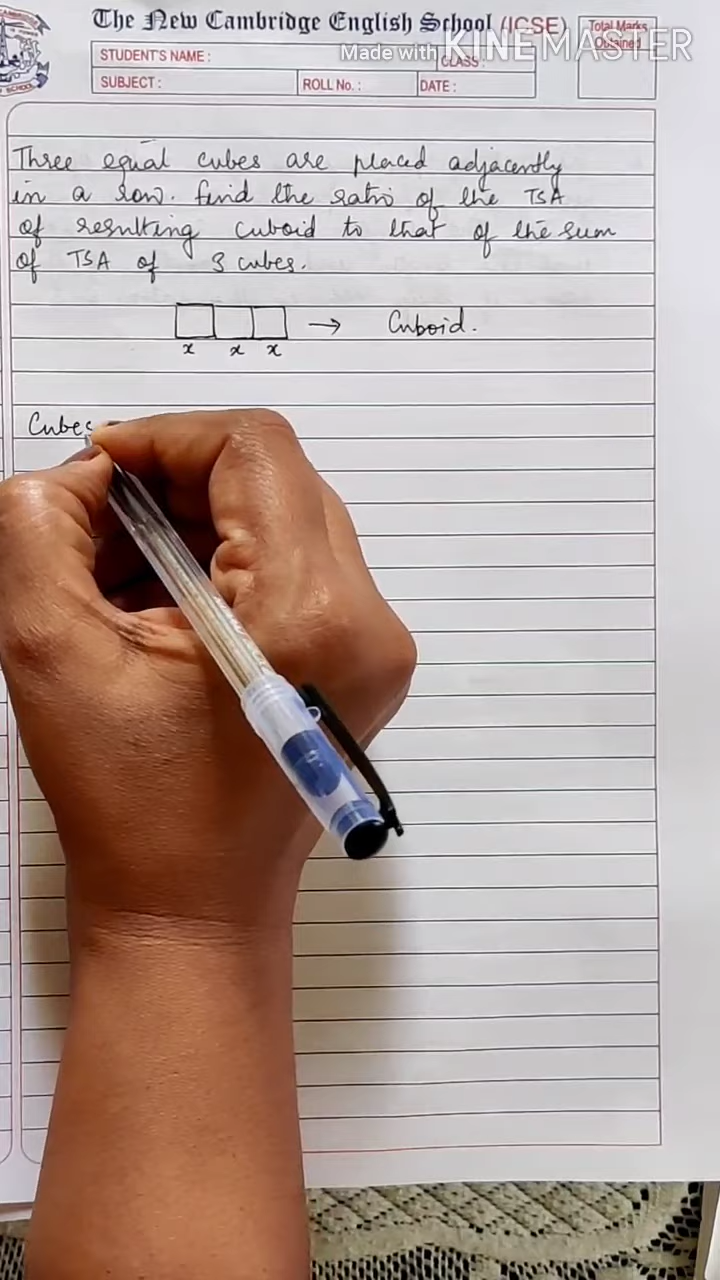 The New Cambridge English School (ICSE)
Made with KINEMASTER
Total Marks
Obtained
STUDENT'S NAME :
CLASS :
SUBJECT :
ROLL No. :
DATE :
Three equal cubes are placed adjacently
in a row. find the ratio of the TSA
of resulting cuboid to that of the sum
of TSA of 3 cubes.
→ Cuboid.
x x x
Cubes